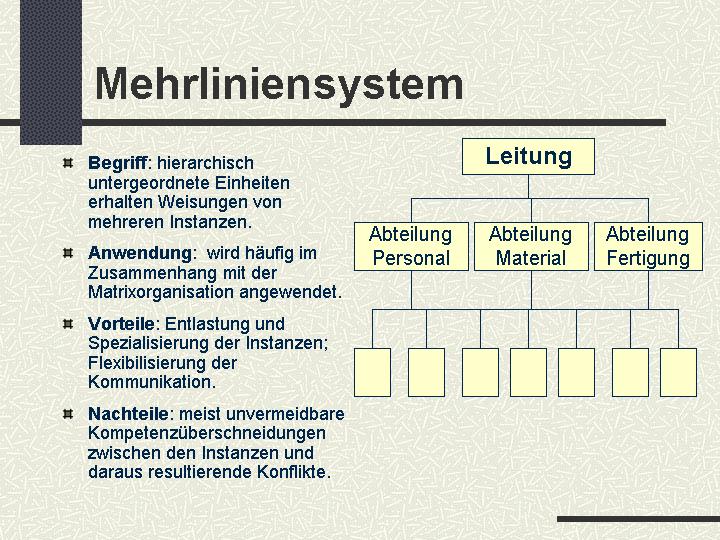 Mehrliniensystem
Begriff: hierarchisch
untergeordnete Einheiten
erhalten Weisungen von
mehreren Instanzen.
Anwendung:  wird häufig im
Zusammenhang mit der
Matrixorganisation angewendet.
Vorteile: Entlastung und
Spezialisierung der Instanzen;
Flexibilisierung der
Kommunikation.
Nachteile: meist unvermeidbare
Kompetenzüberschneidungen
zwischen den Instanzen und
daraus resultierende Konflikte.
Leitung
Abteilung
Personal
Abteilung
Material
Abteilung
Fertigung